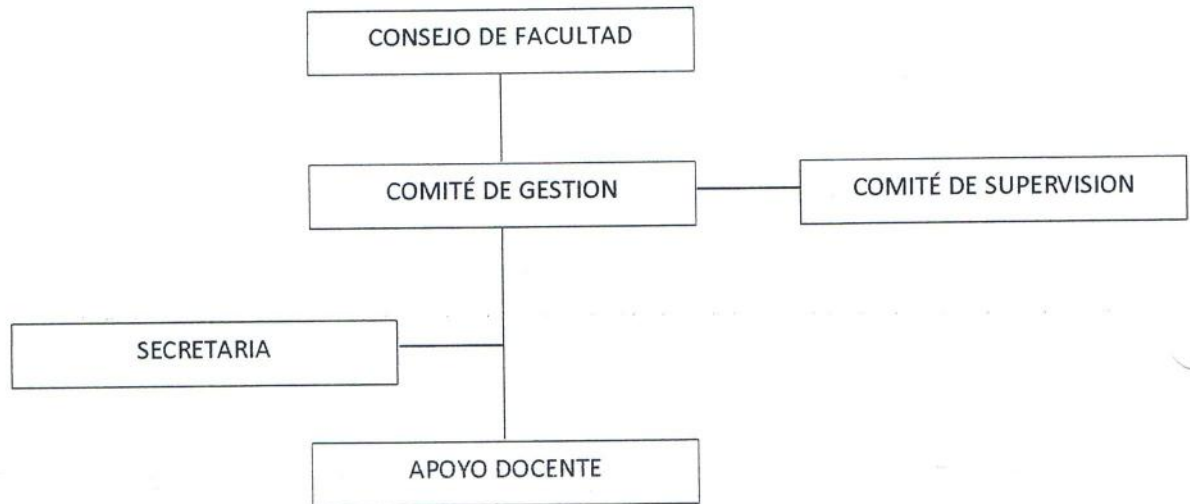 CONSEJO DE FACULTAD
COMITÉ DE GESTION
COMITÉ DE SUPERVISION
SECRETARIA
APOYO DOCENTE